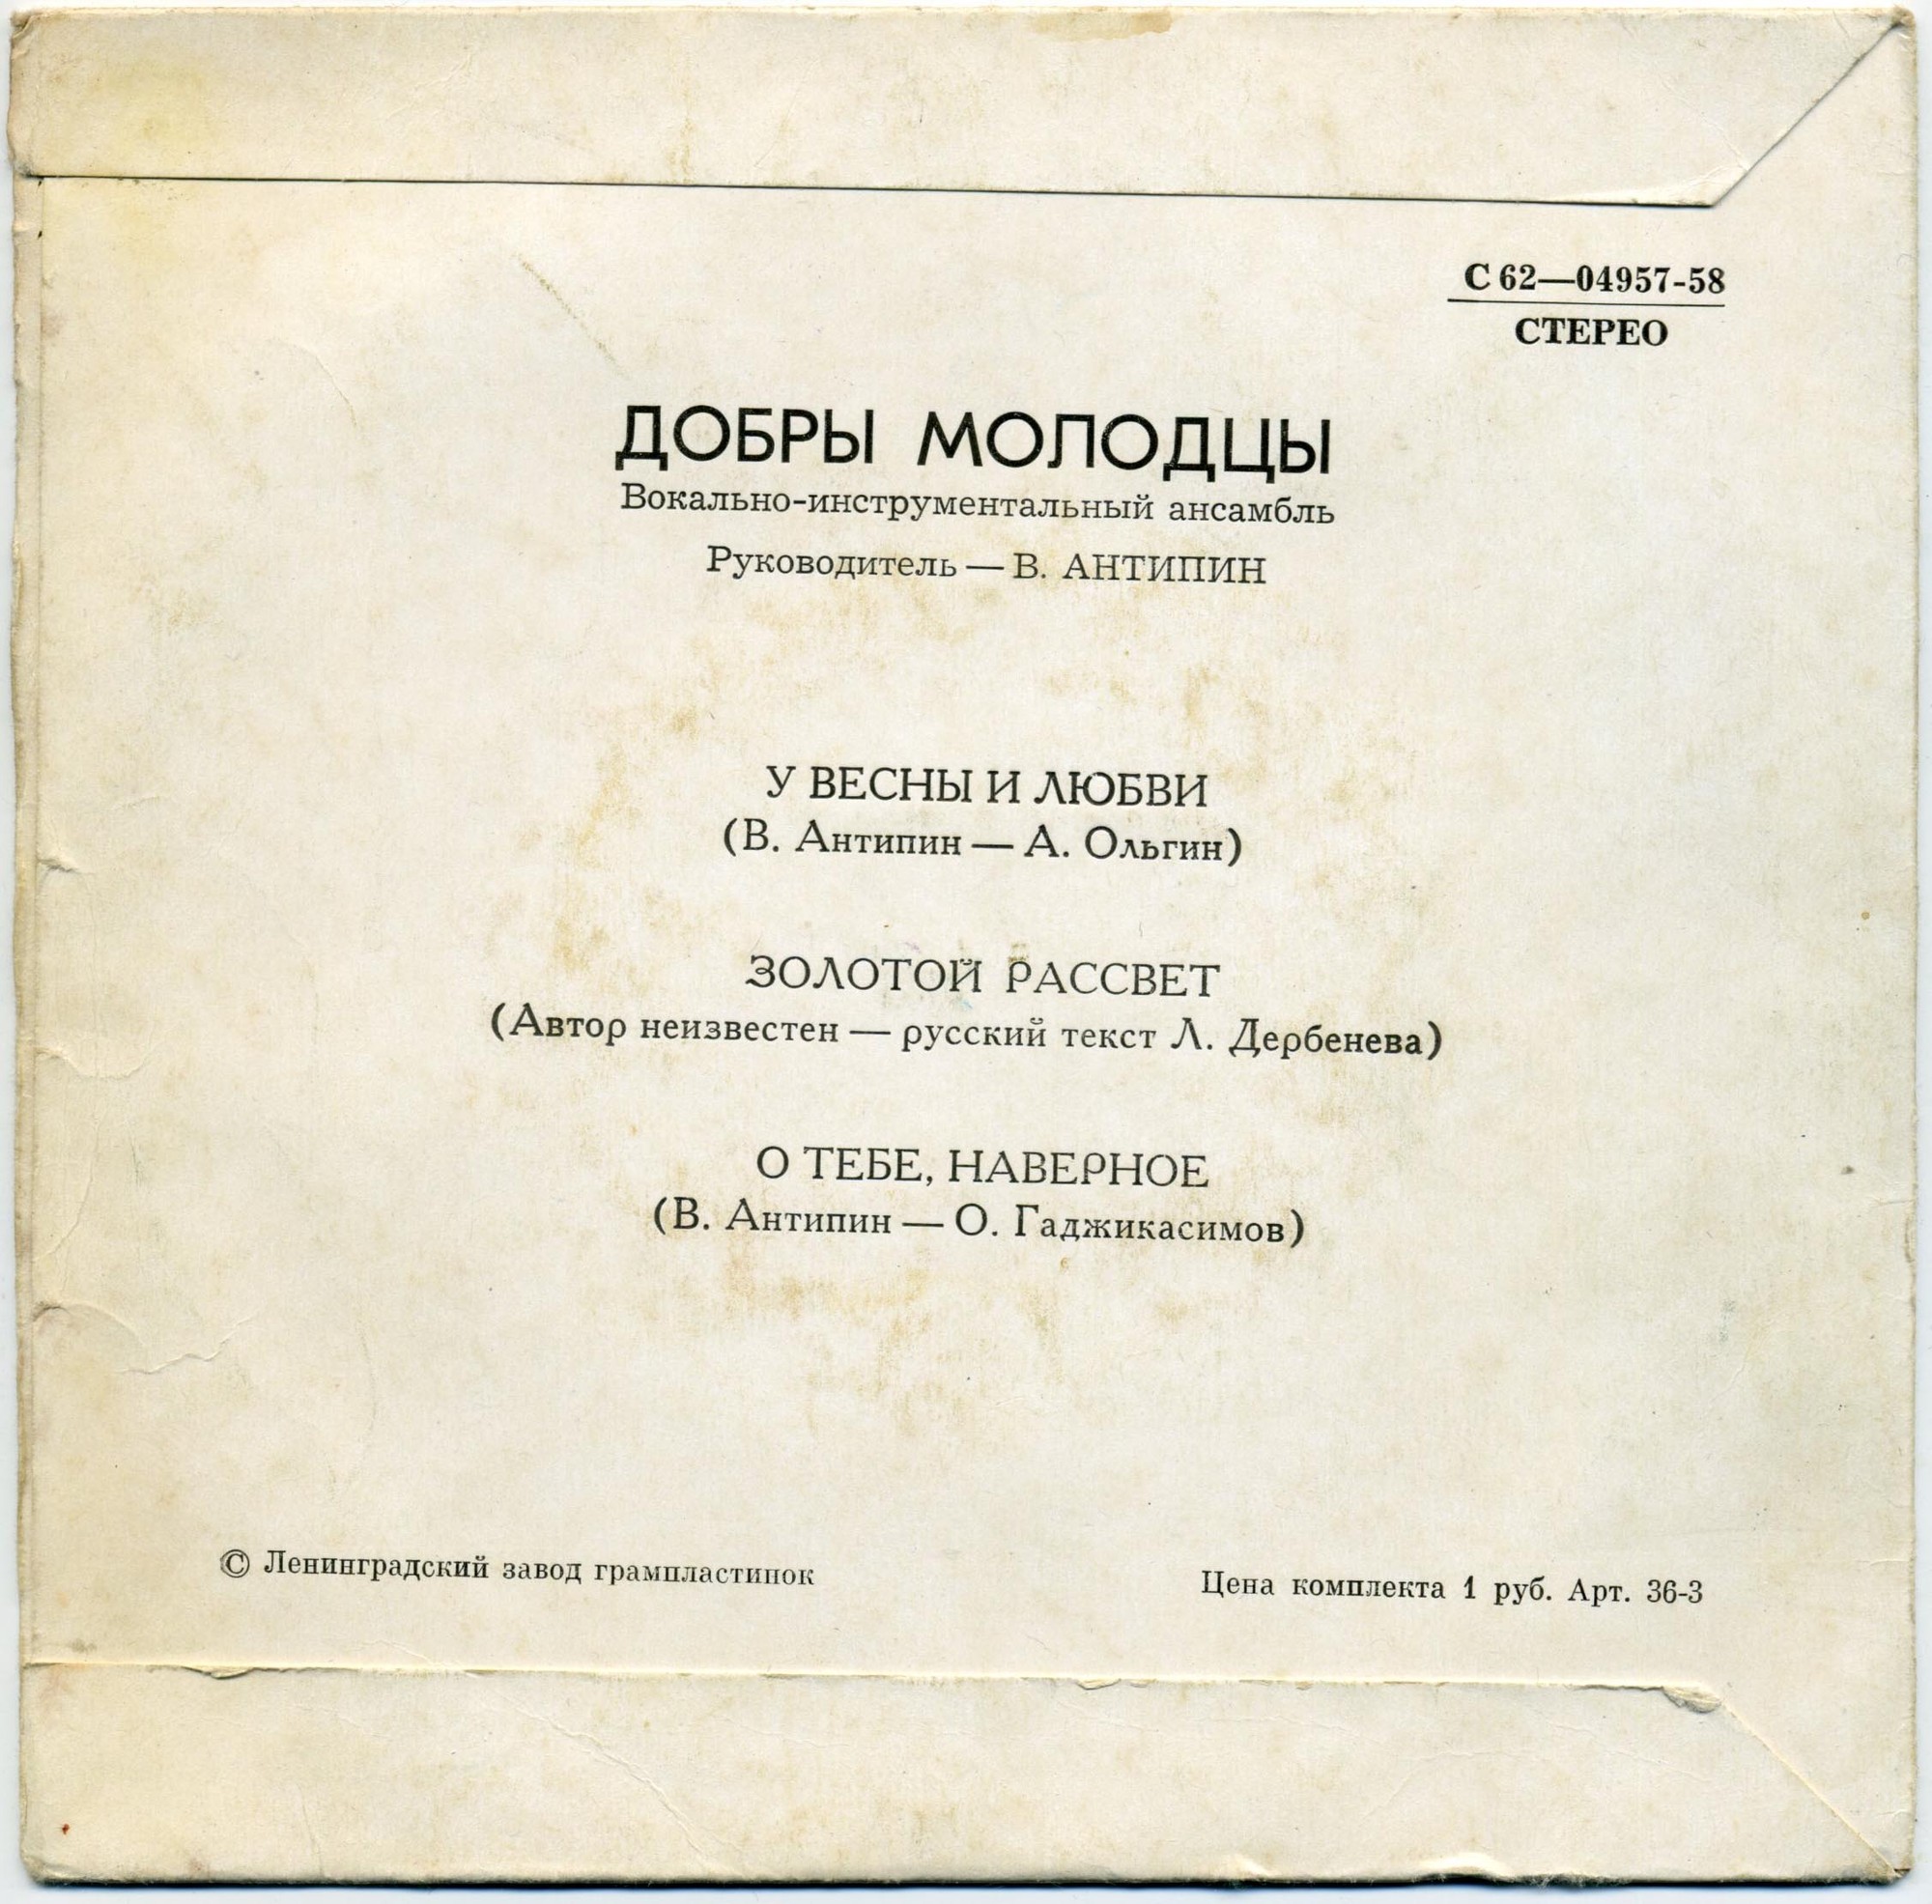 С 62—04957-58
СТЕРЕО
ДОБРЫ МОЛОДЦЫ
Вокально-инструментальный ансамбль
Руководитель — В. АНТИПИН
У ВЕСНЫ И ЛЮБВИ
(В. Антипин — А. Ольгин)
ЗОЛОТОЙ РАССВЕТ
(Автор неизвестен — русский текст Л. Дербенева)
О ТЕБЕ, НАВЕРНОЕ
(В. Антипин — О. Гаджикасимов)
© Ленинградский завод грампластинок
Цена комплекта 1 руб. Арт. 36-3